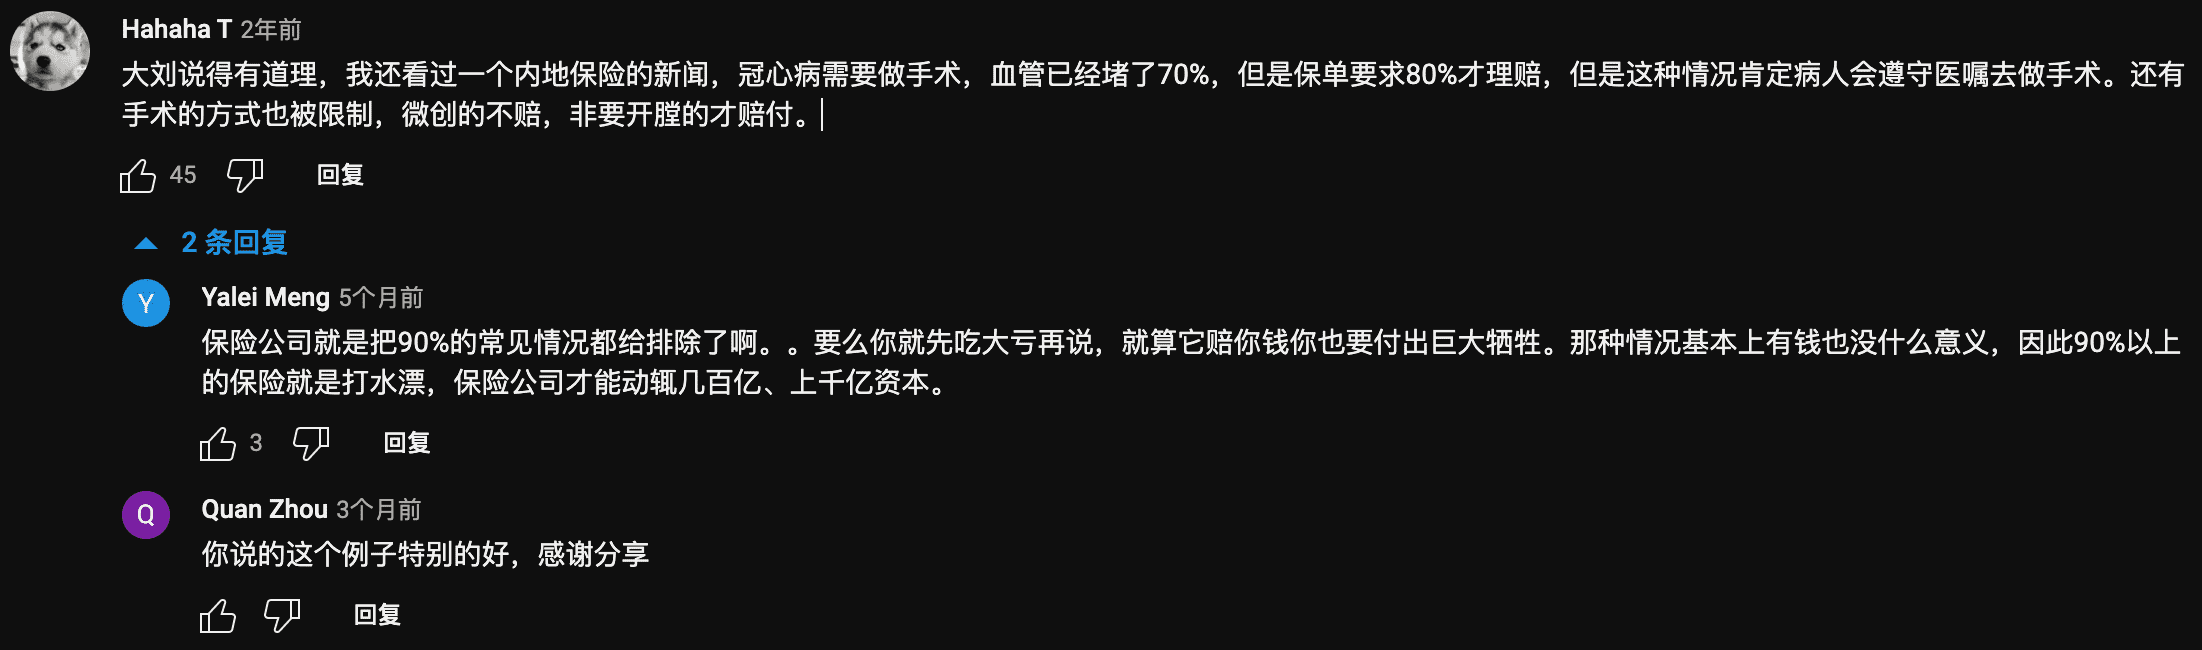 Hahaha T 2年前
大刘说得有道理，我还看过一个内地保险的新闻，冠心病需要做手术，血管已经堵了70%，但是保单要求80%才理赔，但是这种情况肯定病人会遵守医嘱去做手术。还有
手术的方式也被限制，微创的不赔，非要开膛的才赔付。
45 回复
2 条回复
Y
Yalei Meng 5个月前
保险公司就是把90%的常见情况都给排除了啊。。要么你就先吃大亏再说，就算它赔你钱你也要付出巨大牺牲。那种情况基本上有钱也没什么意义，因此90%以上
的保险就是打水漂，保险公司才能动辄几百亿、上千亿资本。
3 回复
Q
Quan Zhou 3个月前
你说的这个例子特别的好，感谢分享
回复